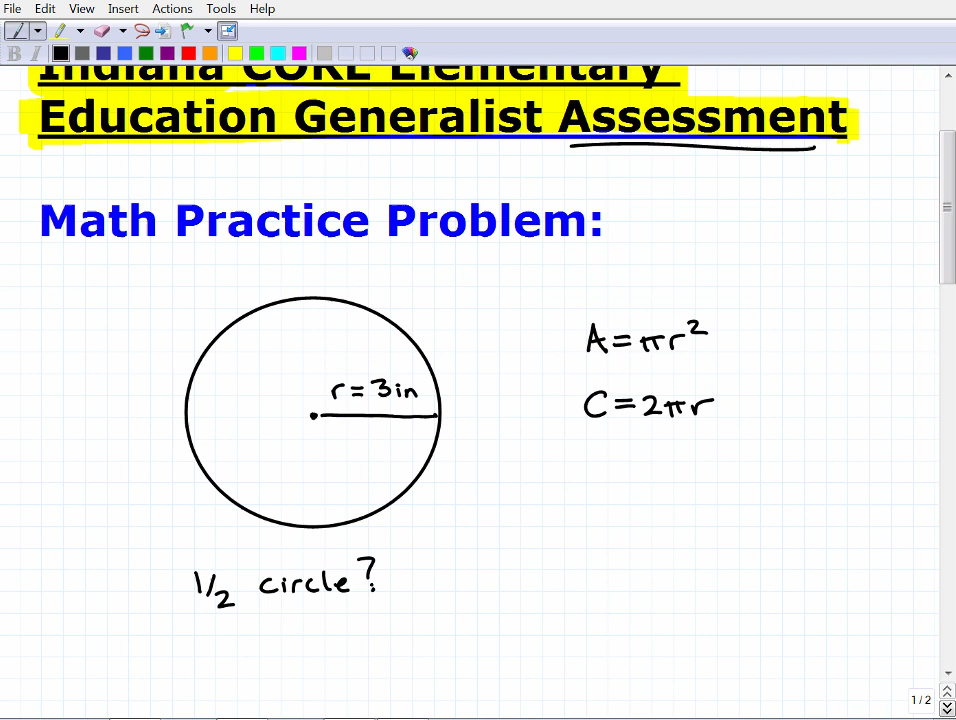 File Edit View Insert Actions Tools Help
B I
Indiana CORE Elementary
Education Generalist Assessment
Math Practice Problem:
r = 3in
A = πr²
C = 2πr
1/2 circle?
1 / 2